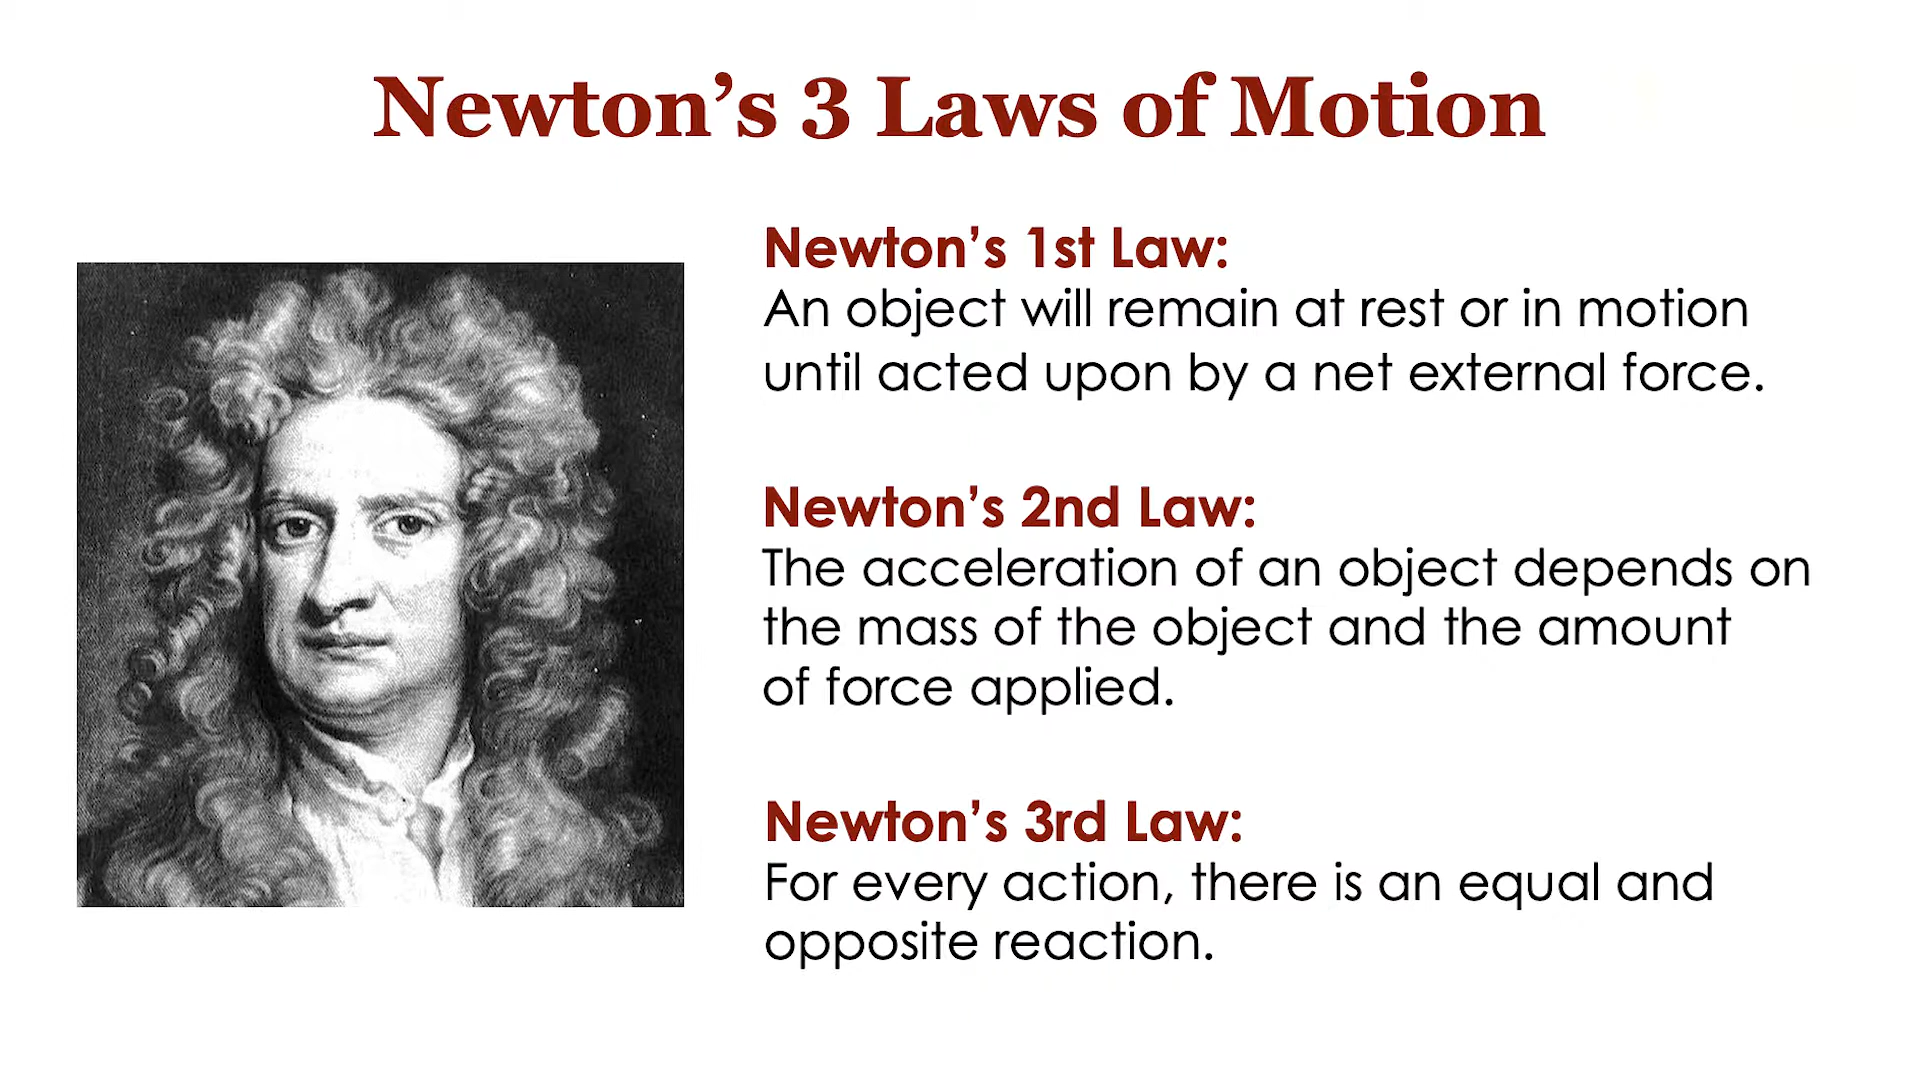 Newton’s 3 Laws of Motion
Newton’s 1st Law:
An object will remain at rest or in motion
until acted upon by a net external force.
Newton’s 2nd Law:
The acceleration of an object depends on
the mass of the object and the amount
of force applied.
Newton’s 3rd Law:
For every action, there is an equal and
opposite reaction.